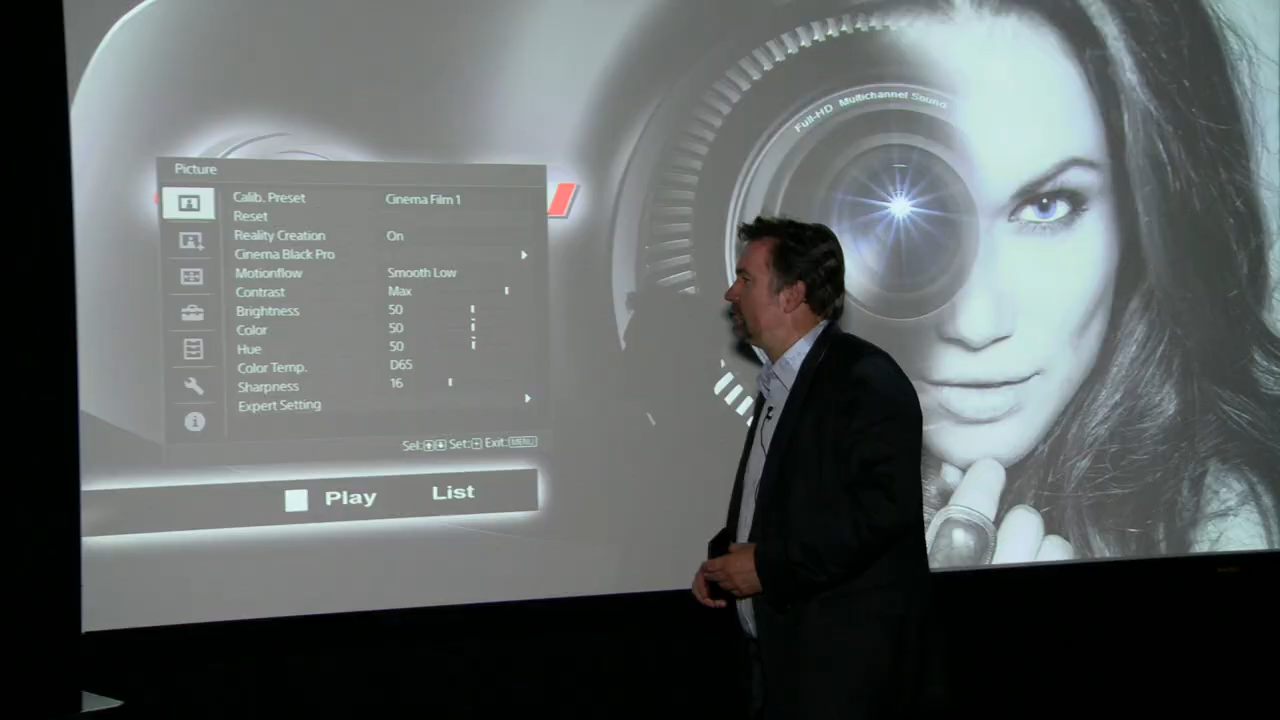 Full-HD Multichannel Sound
Picture
Calib. Preset Cinema Film 1
Reset
Reality Creation On
Cinema Black Pro
Motionflow Smooth Low
Contrast Max
Brightness 50
Color 50
Hue 50
Color Temp. D65
Sharpness 16
Expert Setting
Sel: Set: Exit: MENU
Play List